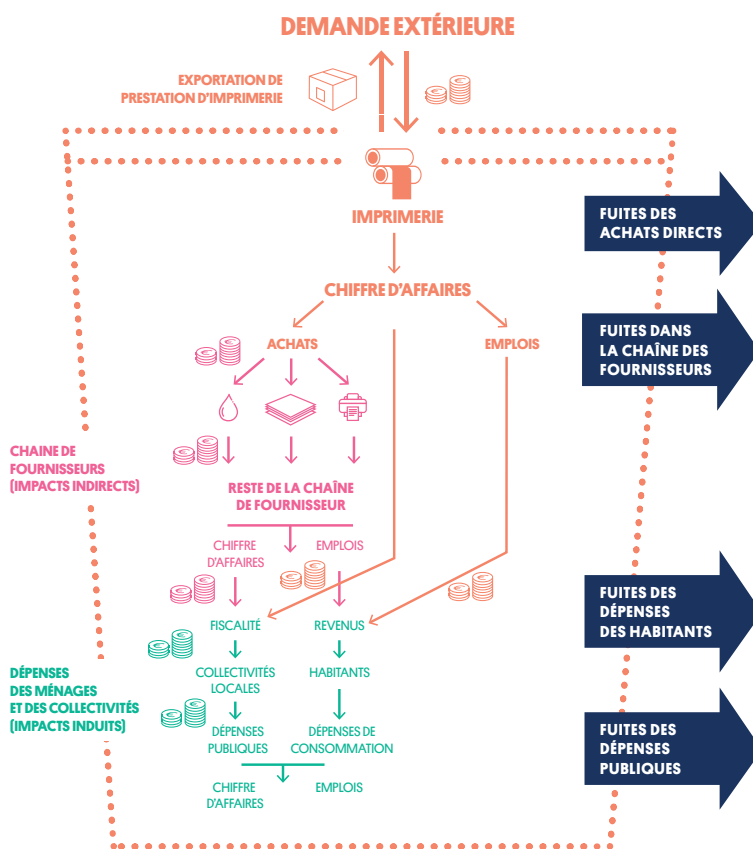 DEMANDE EXTÉRIEURE
EXPORTATION DE
PRESTATION D'IMPRIMERIE
IMPRIMERIE
FUITES DES
ACHATS DIRECTS
CHIFFRE D'AFFAIRES
ACHATS
EMPLOIS
FUITES DANS
LA CHAÎNE DES
FOURNISSEURS
CHAINE DE
FOURNISSEURS
(IMPACTS INDIRECTS)
RESTE DE LA CHAÎNE
DE FOURNISSEUR
CHIFFRE
D'AFFAIRES
EMPLOIS
FUITES DES
DÉPENSES
DES HABITANTS
FISCALITÉ
REVENUS
DÉPENSES
DES MÉNAGES
ET DES COLLECTIVITÉS
(IMPACTS INDUITS)
COLLECTIVITÉS
LOCALES
HABITANTS
DÉPENSES
PUBLIQUES
DÉPENSES DE
CONSOMMATION
FUITES DES
DÉPENSES
PUBLIQUES
CHIFFRE
D'AFFAIRES
EMPLOIS